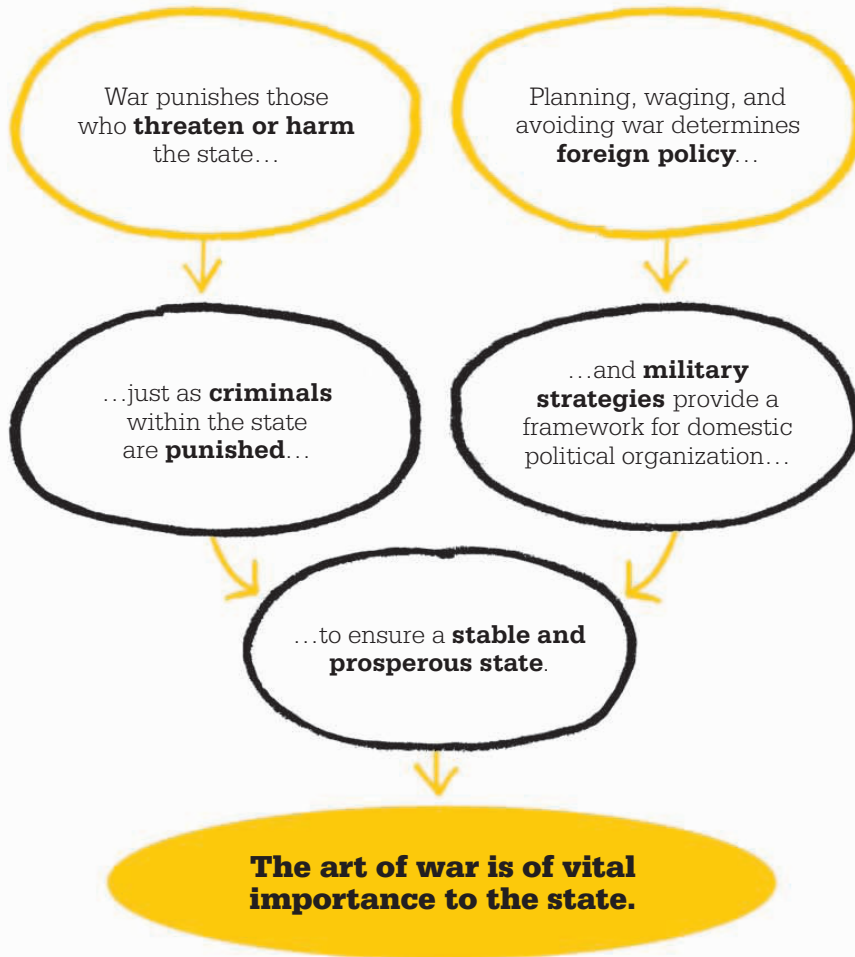 War punishes those
who threaten or harm
the state…
Planning, waging, and
avoiding war determines
foreign policy…
…just as criminals
within the state
are punished…
…and military
strategies provide a
framework for domestic
political organization…
…to ensure a stable and
prosperous state.
The art of war is of vital
importance to the state.